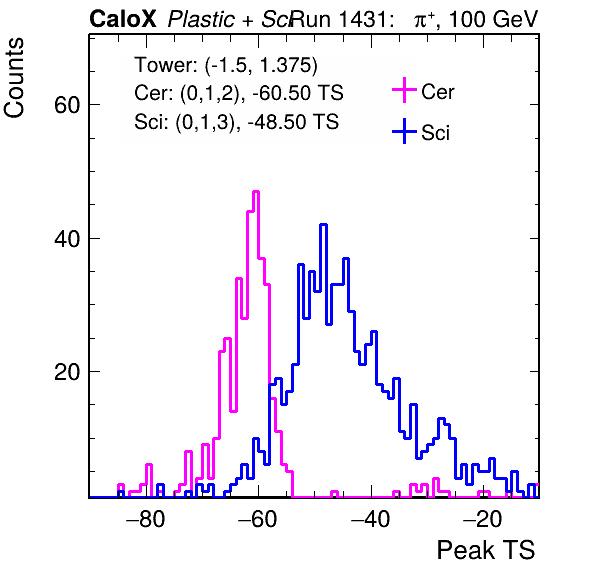 CaloX Plastic + Sci Run 1431: π⁺, 100 GeV
Counts
Tower: (-1.5, 1.375)
Cer: (0,1,2), -60.50 TS
Sci: (0,1,3), -48.50 TS
Cer
Sci
60
40
20
−80 −60 −40 −20
Peak TS